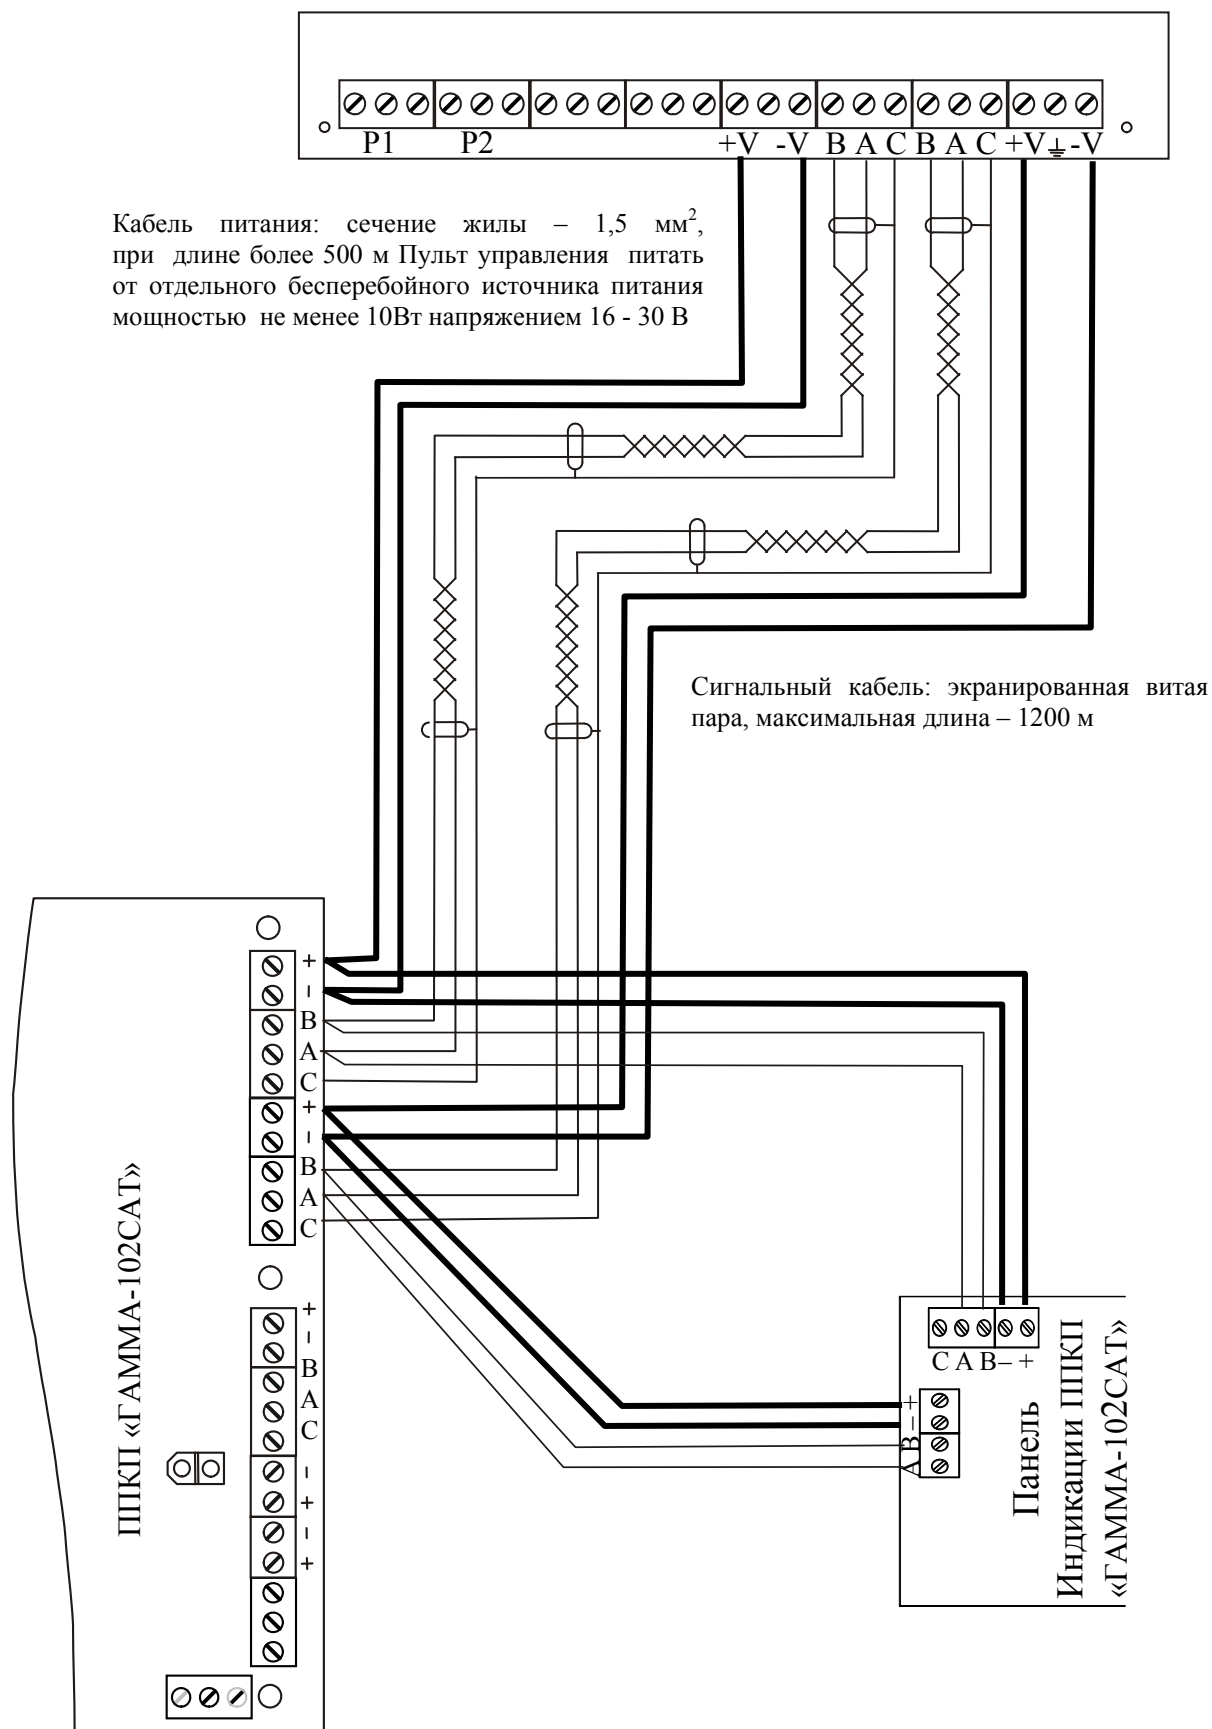 P1 P2 +V -V B A C B A C +V -V
Кабель питания: сечение жилы – 1,5 мм²,
при длине более 500 м Пульт управления питать
от отдельного бесперебойного источника питания
мощностью не менее 10Вт напряжением 16 - 30 В
Сигнальный кабель: экранированная витая
пара, максимальная длина – 1200 м
+
–
B
A
C
+
–
B
A
C
ППКП «ГАММА-102САТ»
+
–
B
A
C
–
+
–
+
C A B – +
+
–
B
A
Панель
Индикации ППКП
«ГАММА-102САТ»